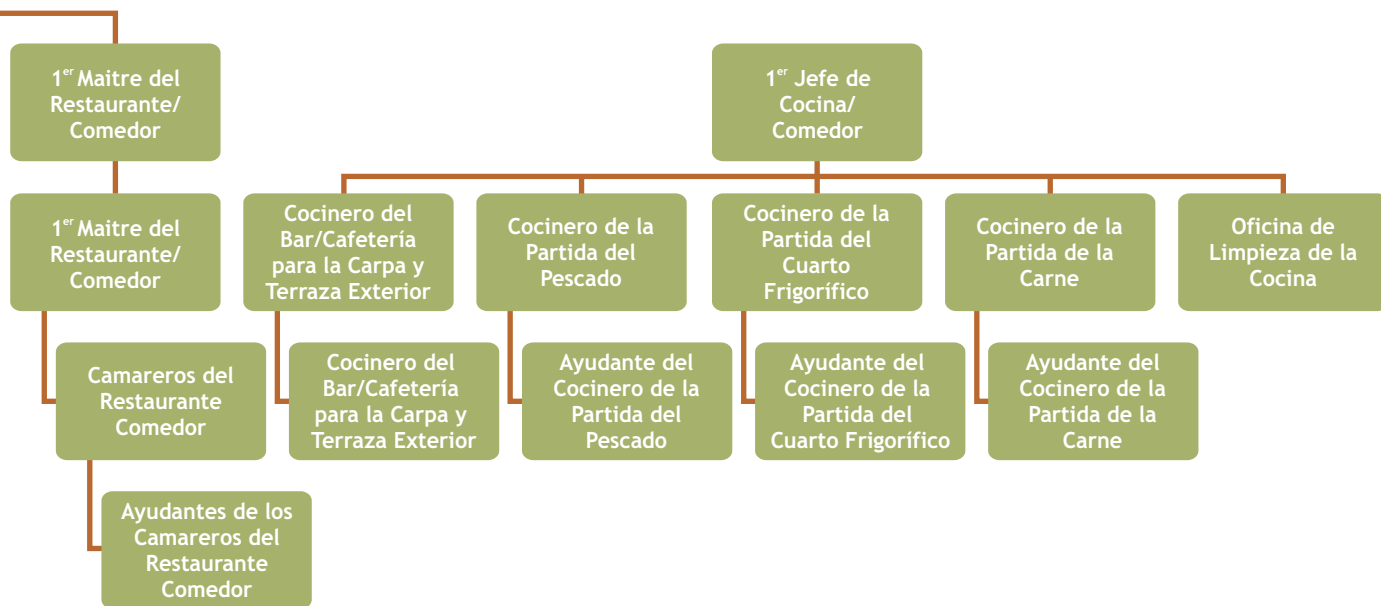 1er Maitre del
Restaurante/
Comedor
1er Jefe de
Cocina/
Comedor
1er Maitre del
Restaurante/
Comedor
Cocinero del
Bar/Cafetería
para la Carpa y
Terraza Exterior
Cocinero de la
Partida del
Pescado
Cocinero de la
Partida del
Cuarto
Frigorífico
Cocinero de la
Partida de la
Carne
Oficina de
Limpieza de la
Cocina
Camareros del
Restaurante
Comedor
Cocinero del
Bar/Cafetería
para la Carpa y
Terraza Exterior
Ayudante del
Cocinero de la
Partida del
Pescado
Ayudante del
Cocinero de la
Partida del
Cuarto Frigorífico
Ayudante del
Cocinero de la
Partida de la
Carne
Ayudantes de los
Camareros del
Restaurante
Comedor